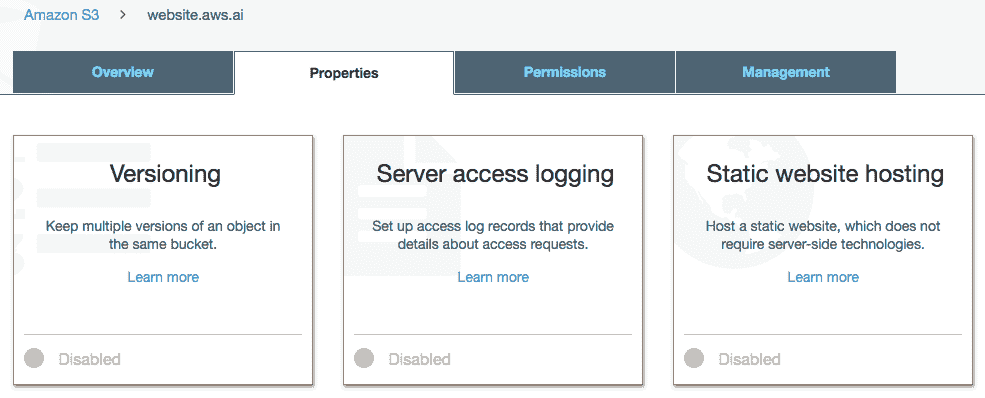 Amazon S3 > website.aws.ai
Overview Properties Permissions Management
Versioning
Keep multiple versions of an object in
the same bucket.
Learn more
Disabled
Server access logging
Set up access log records that provide
details about access requests.
Learn more
Disabled
Static website hosting
Host a static website, which does not
require server-side technologies.
Learn more
Disabled